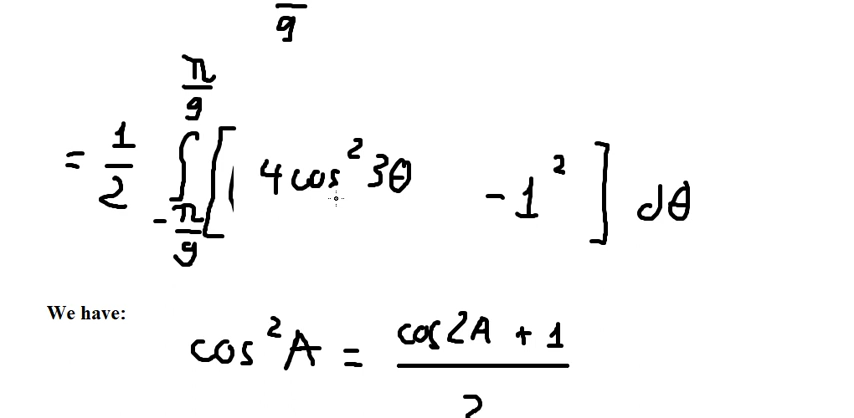 π/9
π/9
= 1/2 ∫ [( 4cos²3θ - 1² ] dθ
-π/9
We have:
cos²A = (cos2A + 1)/2